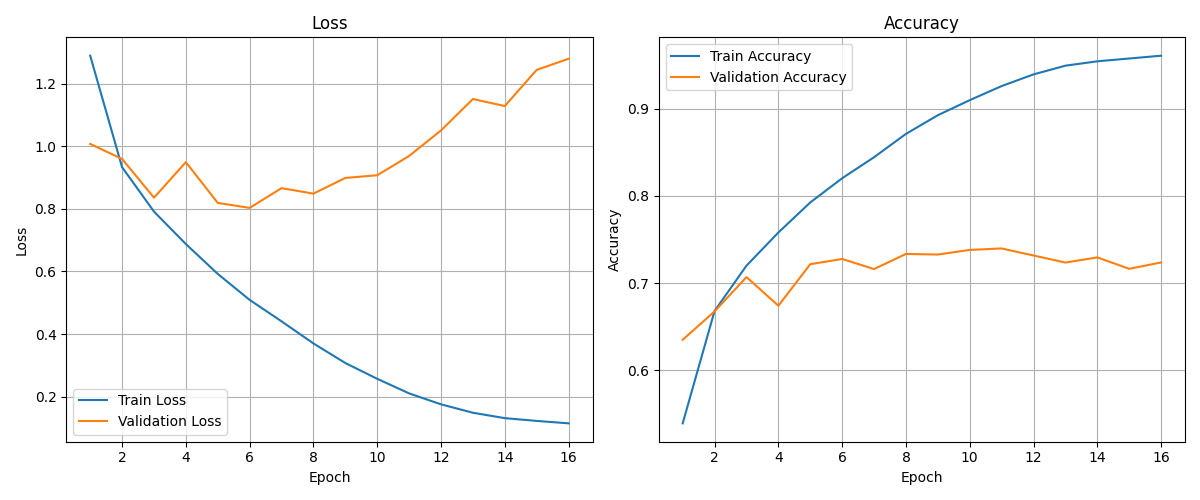 Loss
Loss
1.2
1.0
0.8
0.6
0.4
0.2
Train Loss
Validation Loss
2 4 6 8 10 12 14 16
Epoch
Accuracy
Accuracy
Train Accuracy
Validation Accuracy
0.9
0.8
0.7
0.6
2 4 6 8 10 12 14 16
Epoch